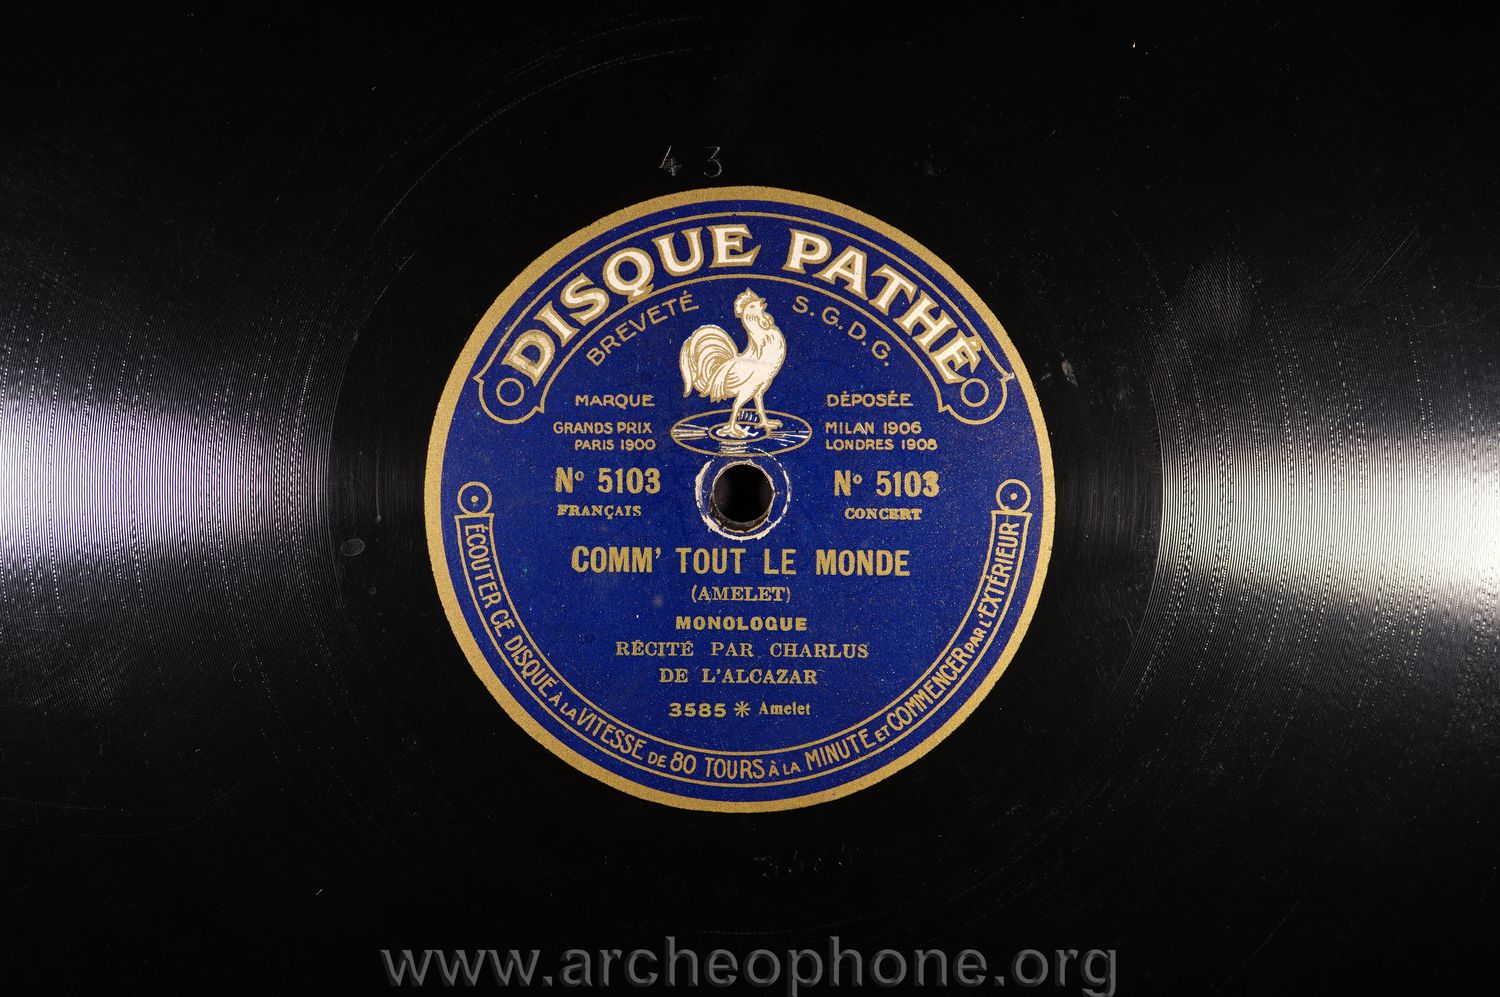 43
DISQUE PATHÉ
BREVETÉ S.G.D.G.
MARQUE DÉPOSÉE
GRANDS PRIX MILAN 1906
PARIS 1900 LONDRES 1908
Nº 5103 Nº 5103
FRANÇAIS CONCERT
COMM' TOUT LE MONDE
(AMELET)
MONOLOGUE
RÉCITÉ PAR CHARLUS
DE L'ALCAZAR
3585 * Amelet
ÉCOUTER CE DISQUE À LA VITESSE DE 80 TOURS À LA MINUTE ET COMMENCER PAR L'EXTÉRIEUR
www.archeophone.org